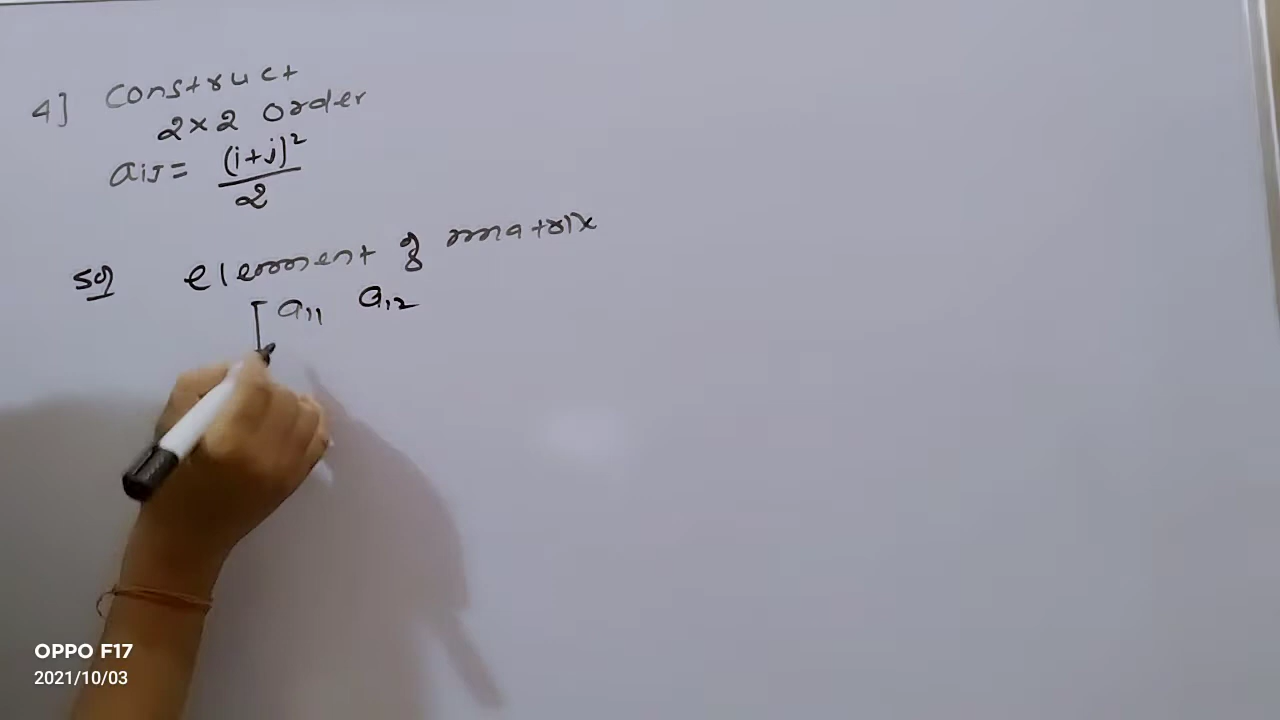 4] Construct
2×2 Order
aij = (i+j)²/2
Sol element of matrix
[a11 a12
OPPO F17
2021/10/03